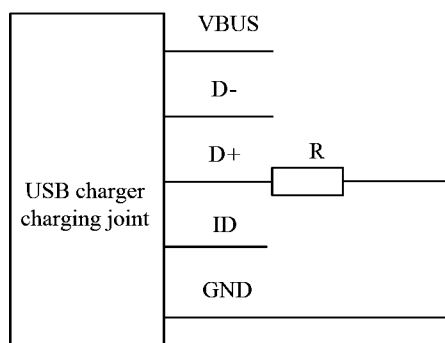 VBUS
D-
D+
R
USB charger
charging joint
ID
GND